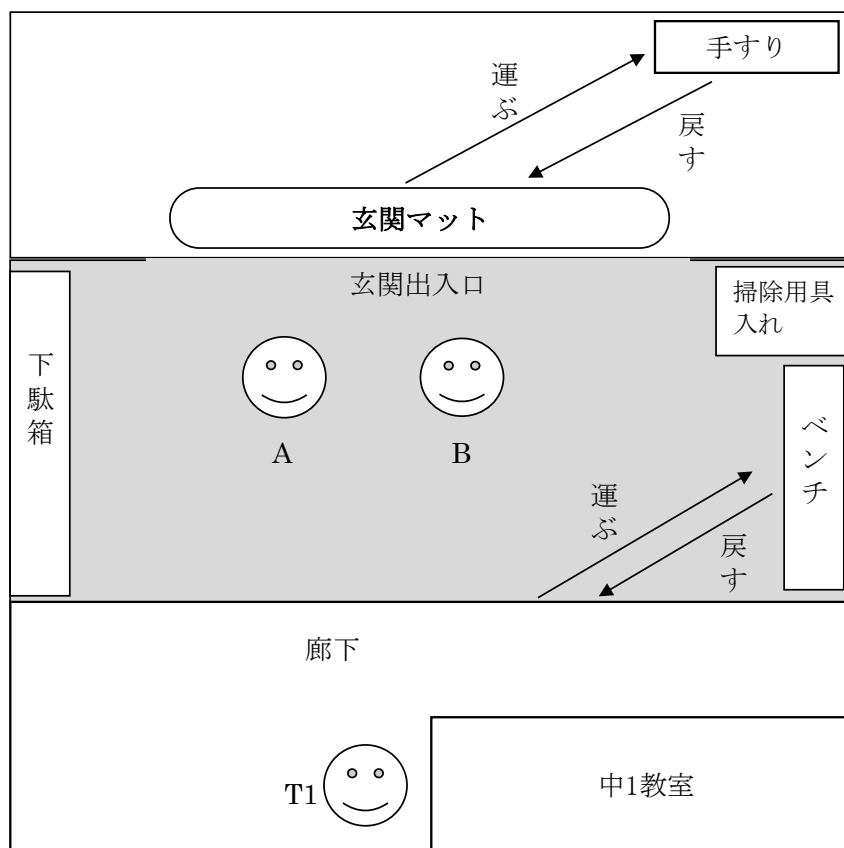 手すり
運ぶ
戻す
玄関マット
玄関出入口
掃除用具
入れ
下駄箱
ベンチ
A
B
運ぶ
戻す
廊下
T1
中1教室